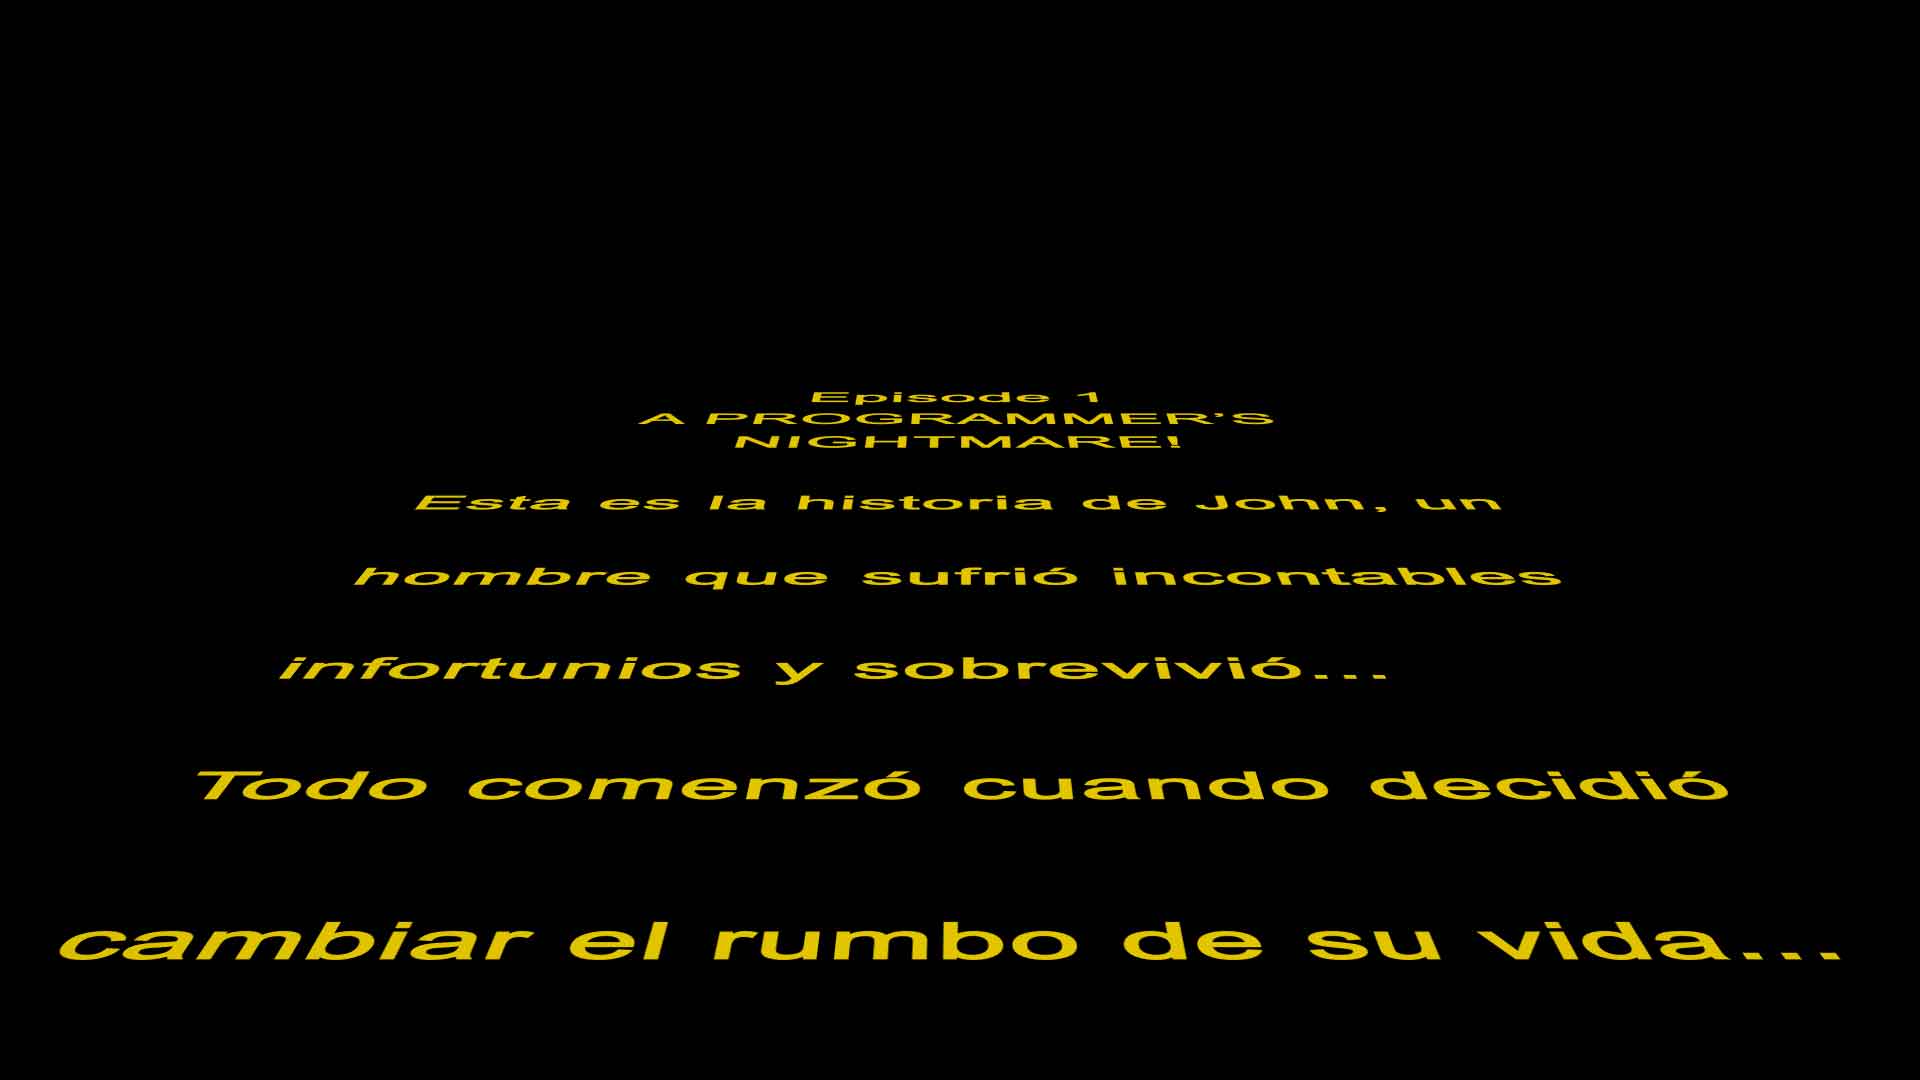 Episode 1
A PROGRAMMER’S
NIGHTMARE!
Esta es la historia de John, un
hombre que sufrió incontables
infortunios y sobrevivió...
Todo comenzó cuando decidió
cambiar el rumbo de su vida...